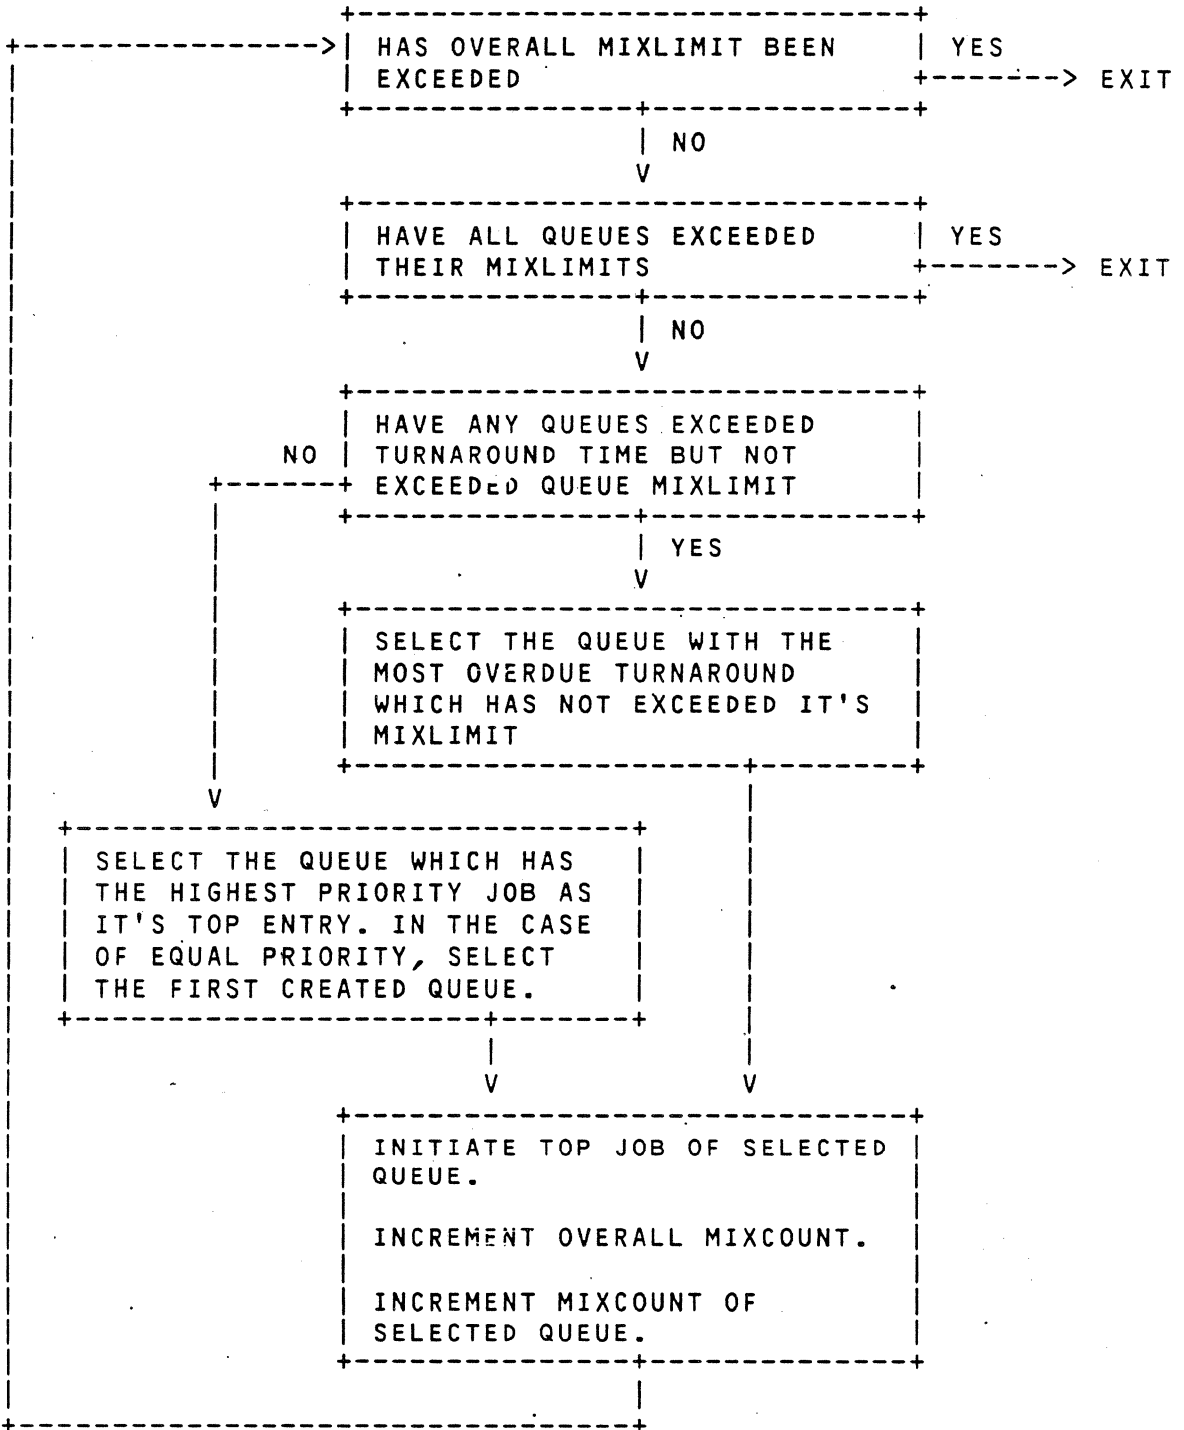 HAS OVERALL MIXLIMIT BEEN
EXCEEDED
YES
EXIT
NO
HAVE ALL QUEUES EXCEEDED
THEIR MIXLIMITS
YES
EXIT
NO
HAVE ANY QUEUES EXCEEDED
TURNAROUND TIME BUT NOT
EXCEEDED QUEUE MIXLIMIT
NO
YES
SELECT THE QUEUE WITH THE
MOST OVERDUE TURNAROUND
WHICH HAS NOT EXCEEDED IT'S
MIXLIMIT
SELECT THE QUEUE WHICH HAS
THE HIGHEST PRIORITY JOB AS
IT'S TOP ENTRY. IN THE CASE
OF EQUAL PRIORITY, SELECT
THE FIRST CREATED QUEUE.
INITIATE TOP JOB OF SELECTED
QUEUE.
INCREMENT OVERALL MIXCOUNT.
INCREMENT MIXCOUNT OF
SELECTED QUEUE.